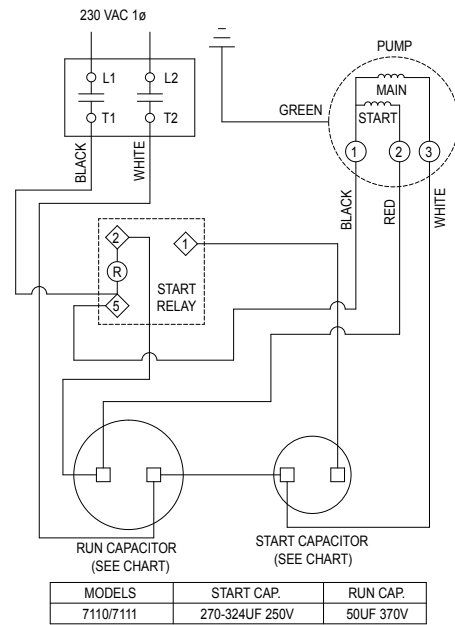 230 VAC 1ø
L1
L2
T1
T2
BLACK
WHITE
GREEN
PUMP
MAIN
START
1
2
3
BLACK
RED
WHITE
2
1
R
5
START
RELAY
RUN CAPACITOR
(SEE CHART)
START CAPACITOR
(SEE CHART)
MODELS START CAP. RUN CAP.
7110/7111 270-324UF 250V 50UF 370V